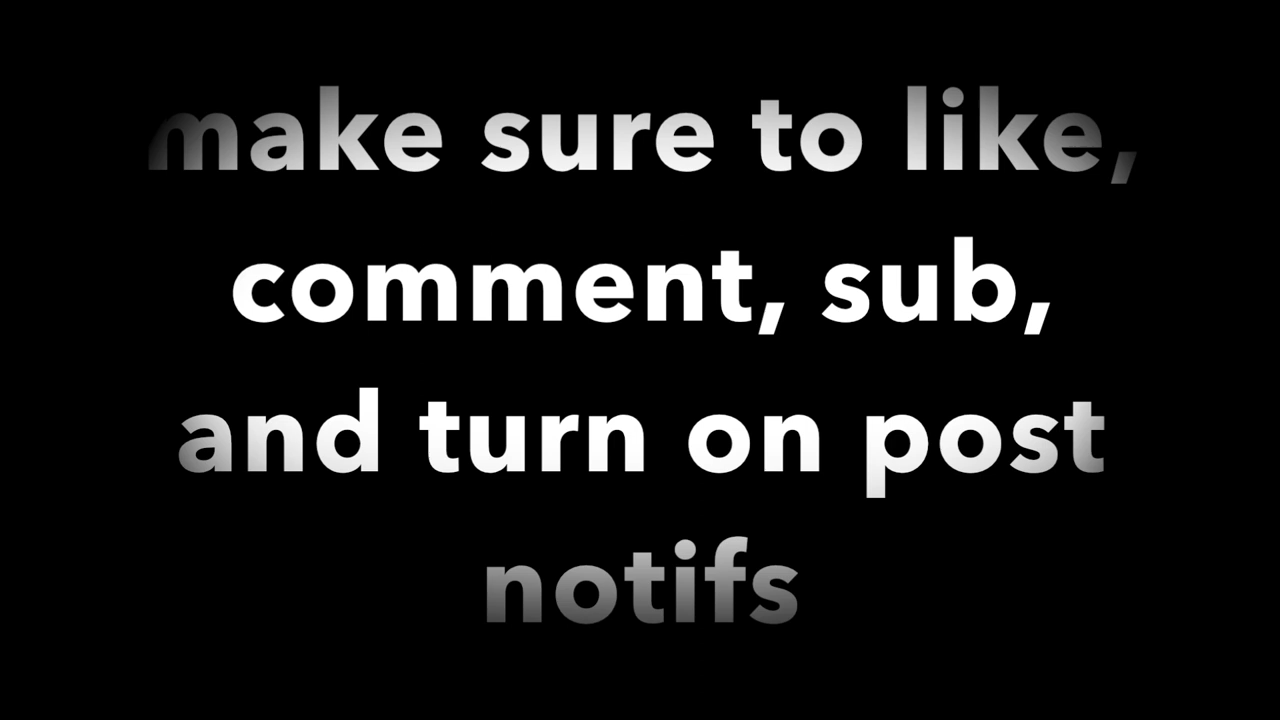 make sure to like,
comment, sub,
and turn on post
notifs